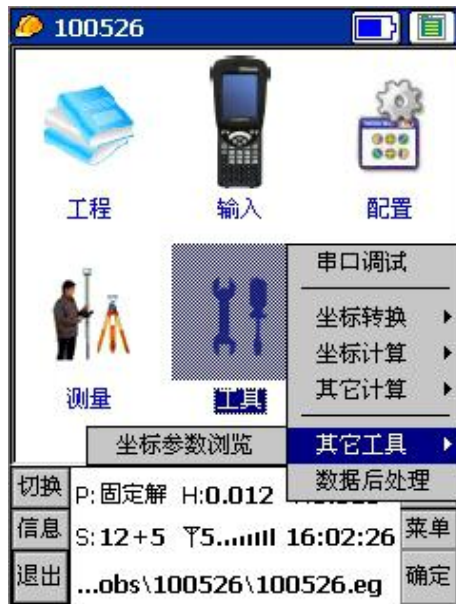 100526
工程 输入 配置
串口调试
坐标转换
坐标计算
测量 工具 其它计算
坐标参数浏览 其它工具
数据后处理
切换 P:固定解 H:0.012
信息 S:12+5 5 16:02:26 菜单
退出 ...obs\100526\100526.eg 确定